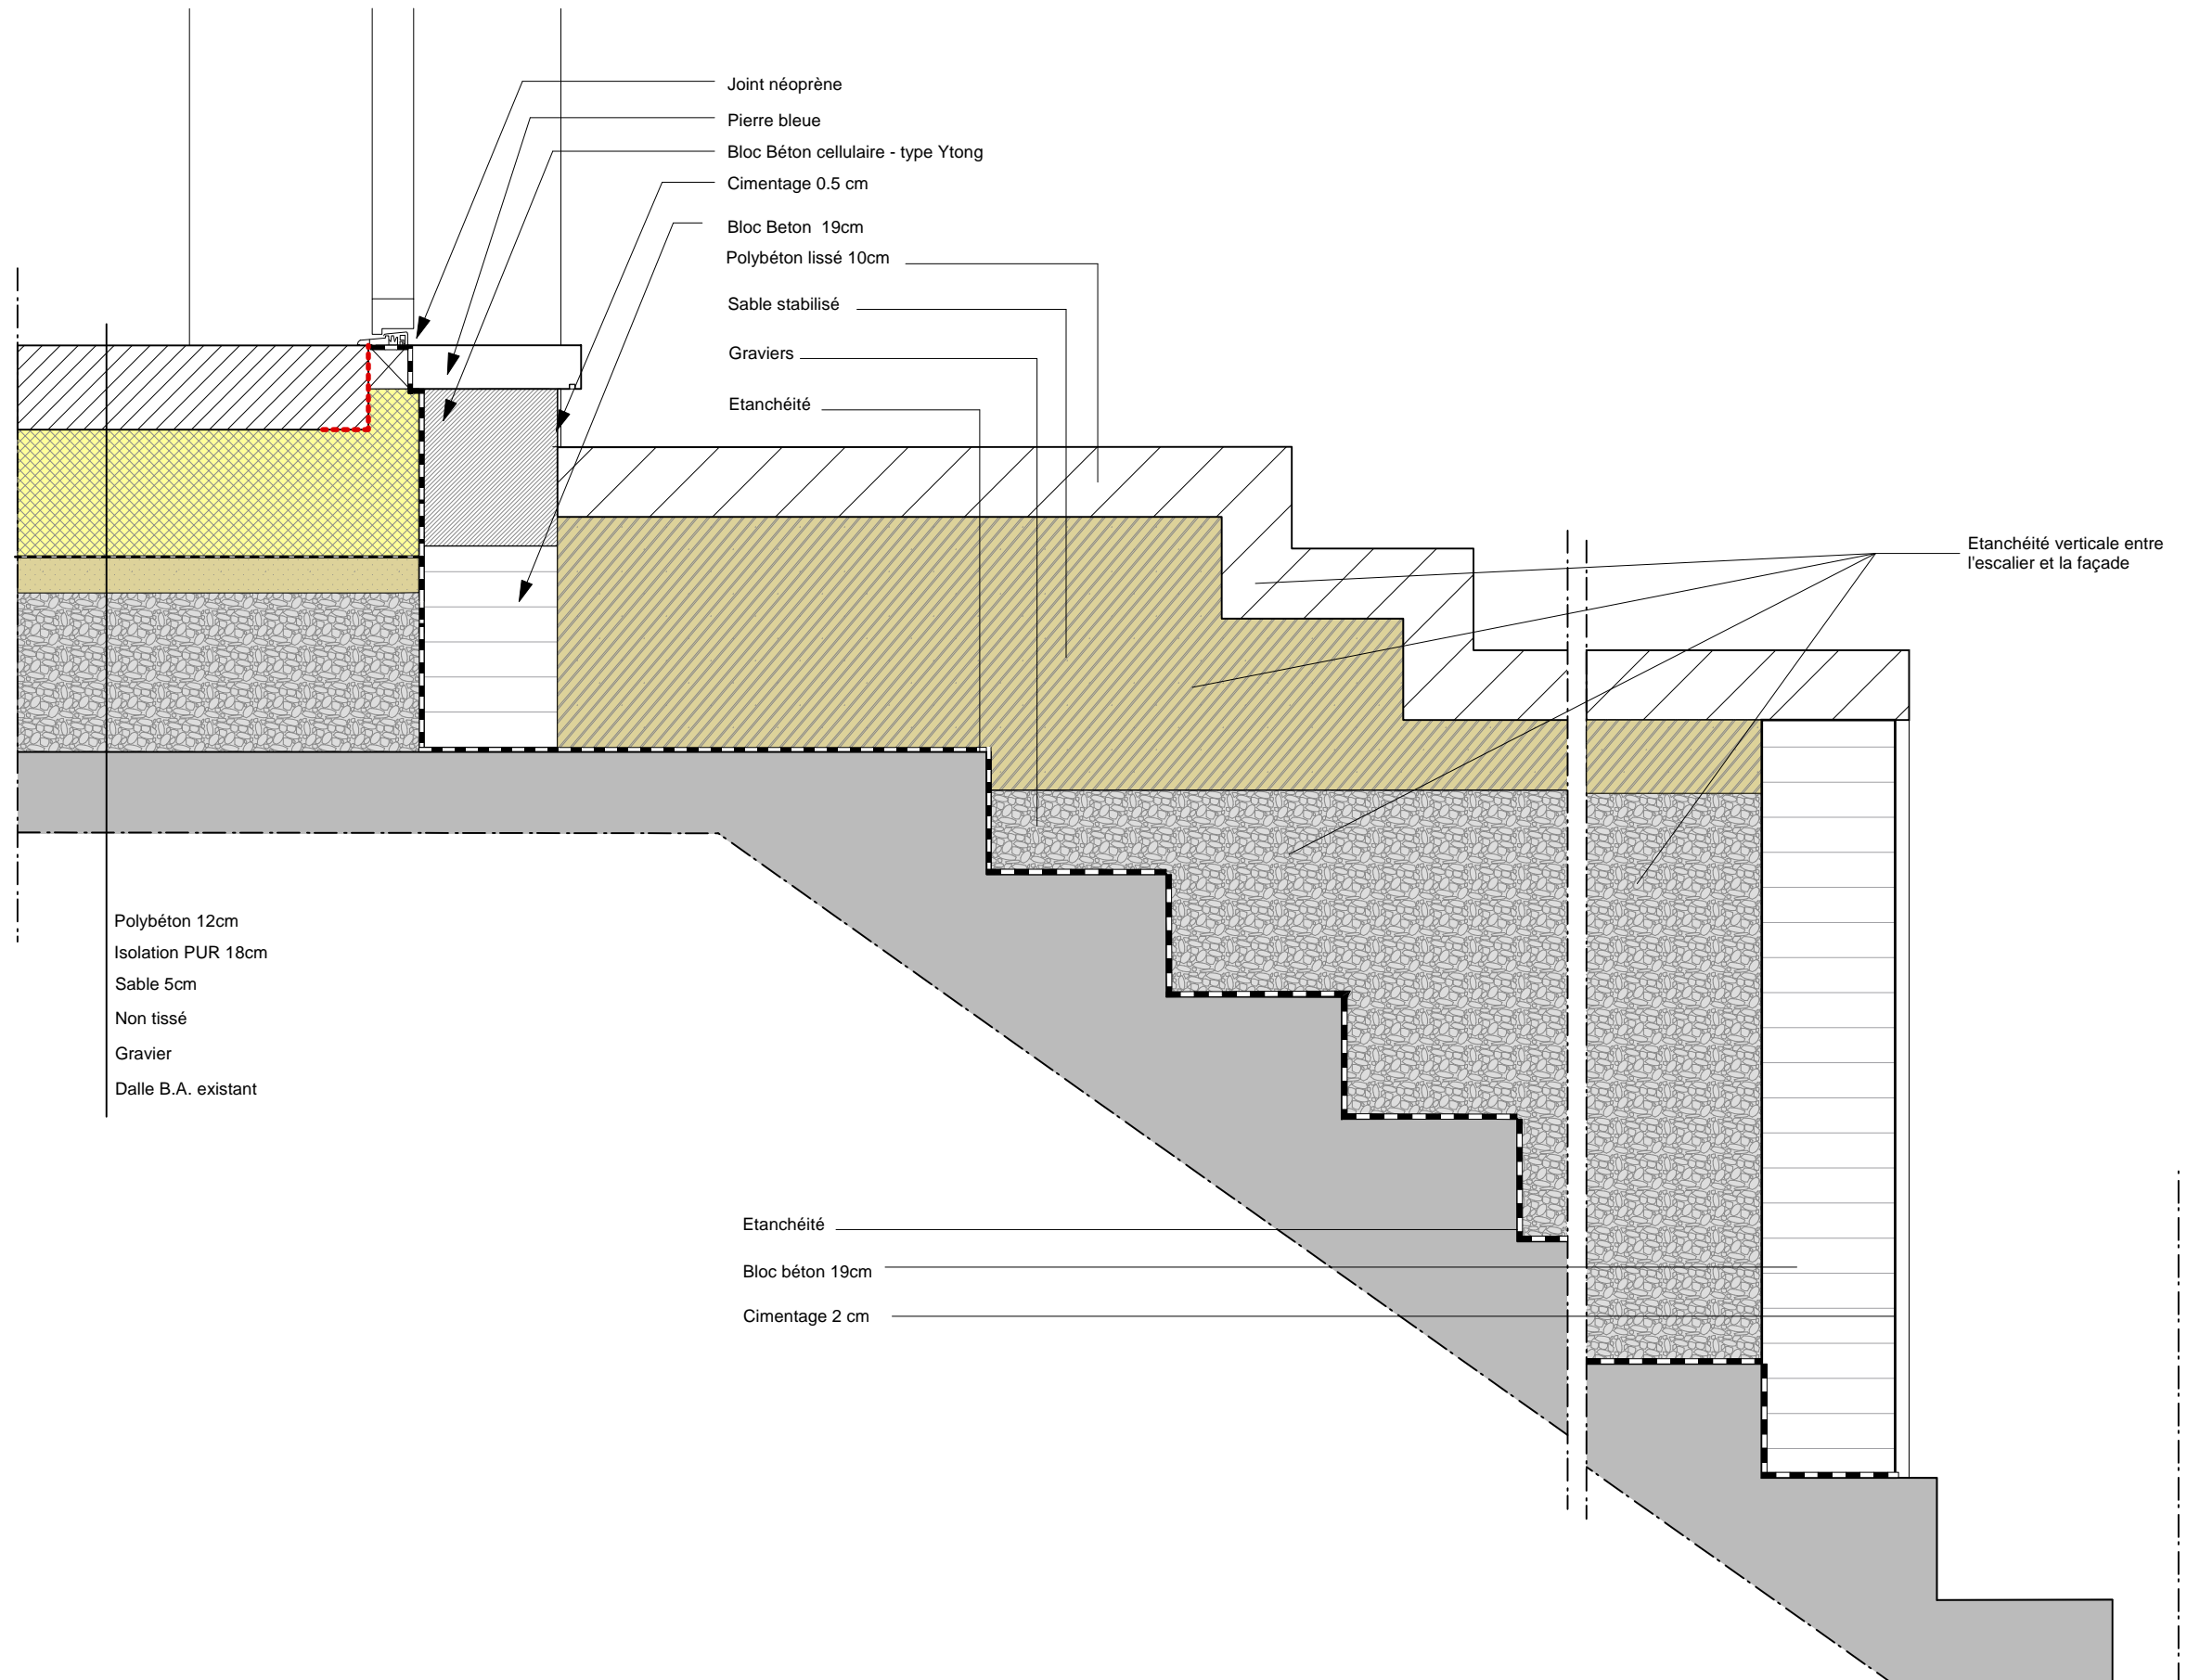 Joint néoprène
Pierre bleue
Bloc Béton cellulaire - type Ytong
Cimentage 0.5 cm
Bloc Beton 19cm
Polybéton lissé 10cm
Sable stabilisé
Graviers
Etanchéité
Etanchéité verticale entre
l'escalier et la façade
Polybéton 12cm
Isolation PUR 18cm
Sable 5cm
Non tissé
Gravier
Dalle B.A. existant
Etanchéité
Bloc béton 19cm
Cimentage 2 cm